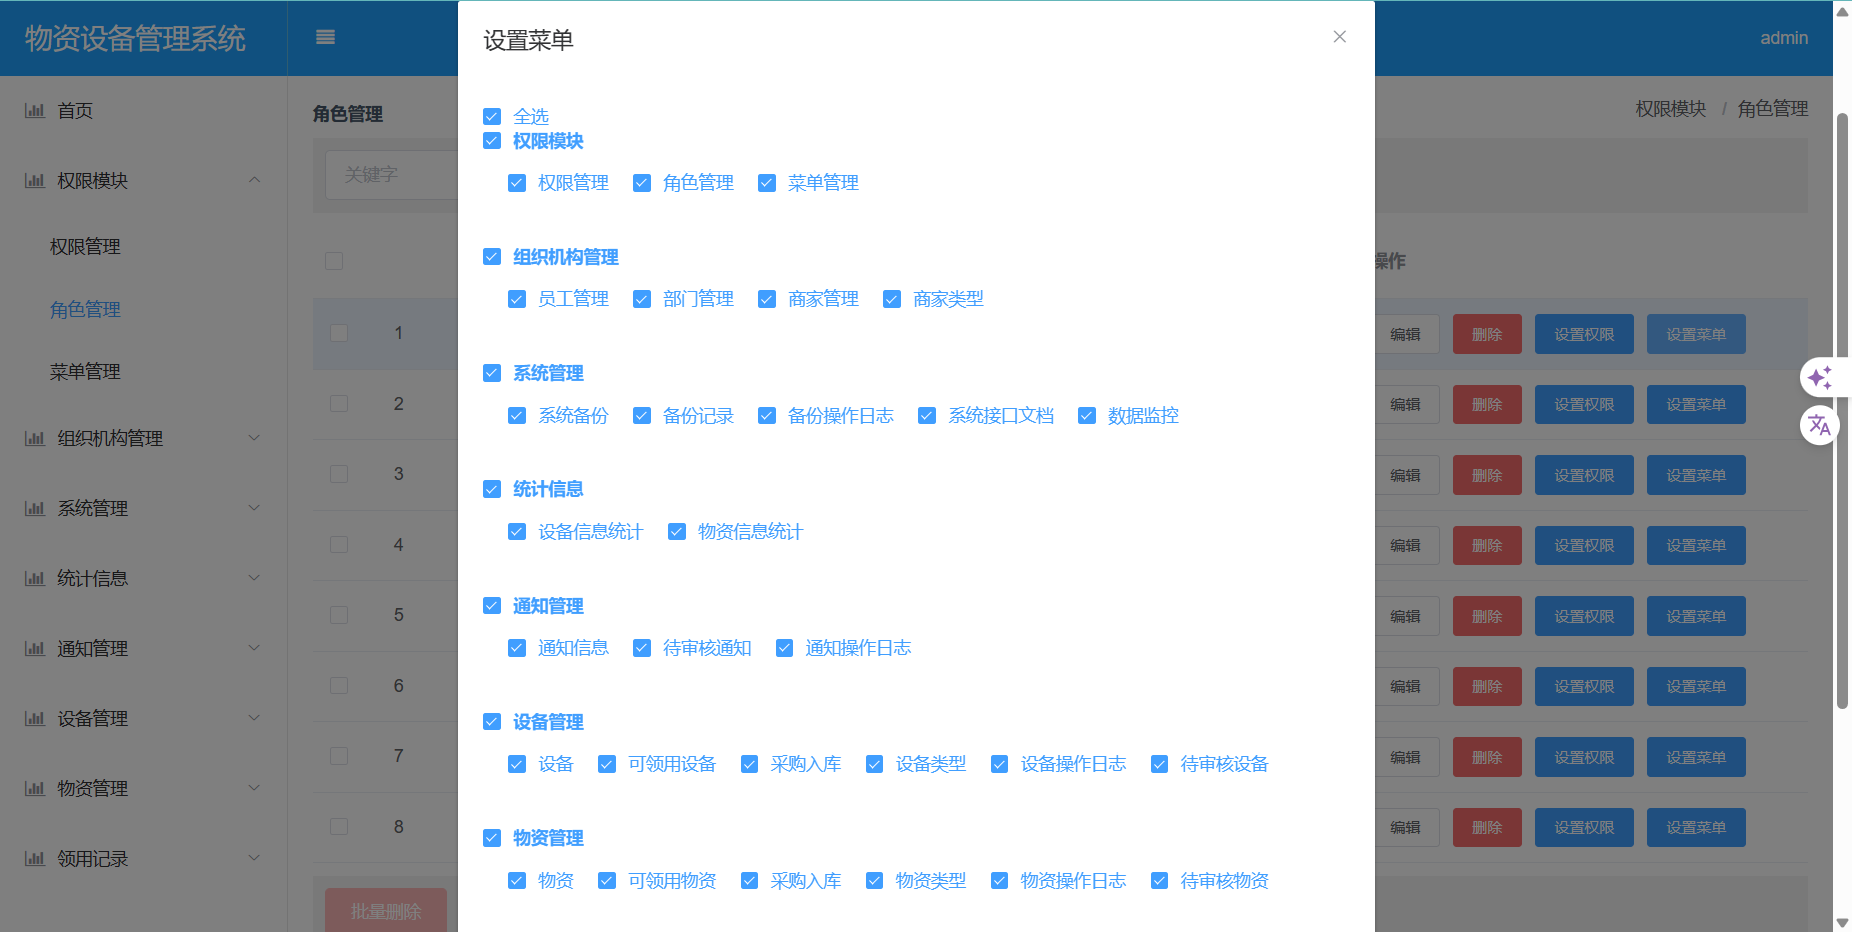 物资设备管理系统
admin
首页
权限模块
权限管理
角色管理
菜单管理
组织机构管理
系统管理
统计信息
通知管理
设备管理
物资管理
领用记录
角色管理
权限模块 / 角色管理
关键字
操作
1 编辑 删除 设置权限 设置菜单
2 编辑 删除 设置权限 设置菜单
3 编辑 删除 设置权限 设置菜单
4 编辑 删除 设置权限 设置菜单
5 编辑 删除 设置权限 设置菜单
6 编辑 删除 设置权限 设置菜单
7 编辑 删除 设置权限 设置菜单
8 编辑 删除 设置权限 设置菜单
批量删除
设置菜单
全选
权限模块
权限管理 角色管理 菜单管理
组织机构管理
员工管理 部门管理 商家管理 商家类型
系统管理
系统备份 备份记录 备份操作日志 系统接口文档 数据监控
统计信息
设备信息统计 物资信息统计
通知管理
通知信息 待审核通知 通知操作日志
设备管理
设备 可领用设备 采购入库 设备类型 设备操作日志 待审核设备
物资管理
物资 可领用物资 采购入库 物资类型 物资操作日志 待审核物资